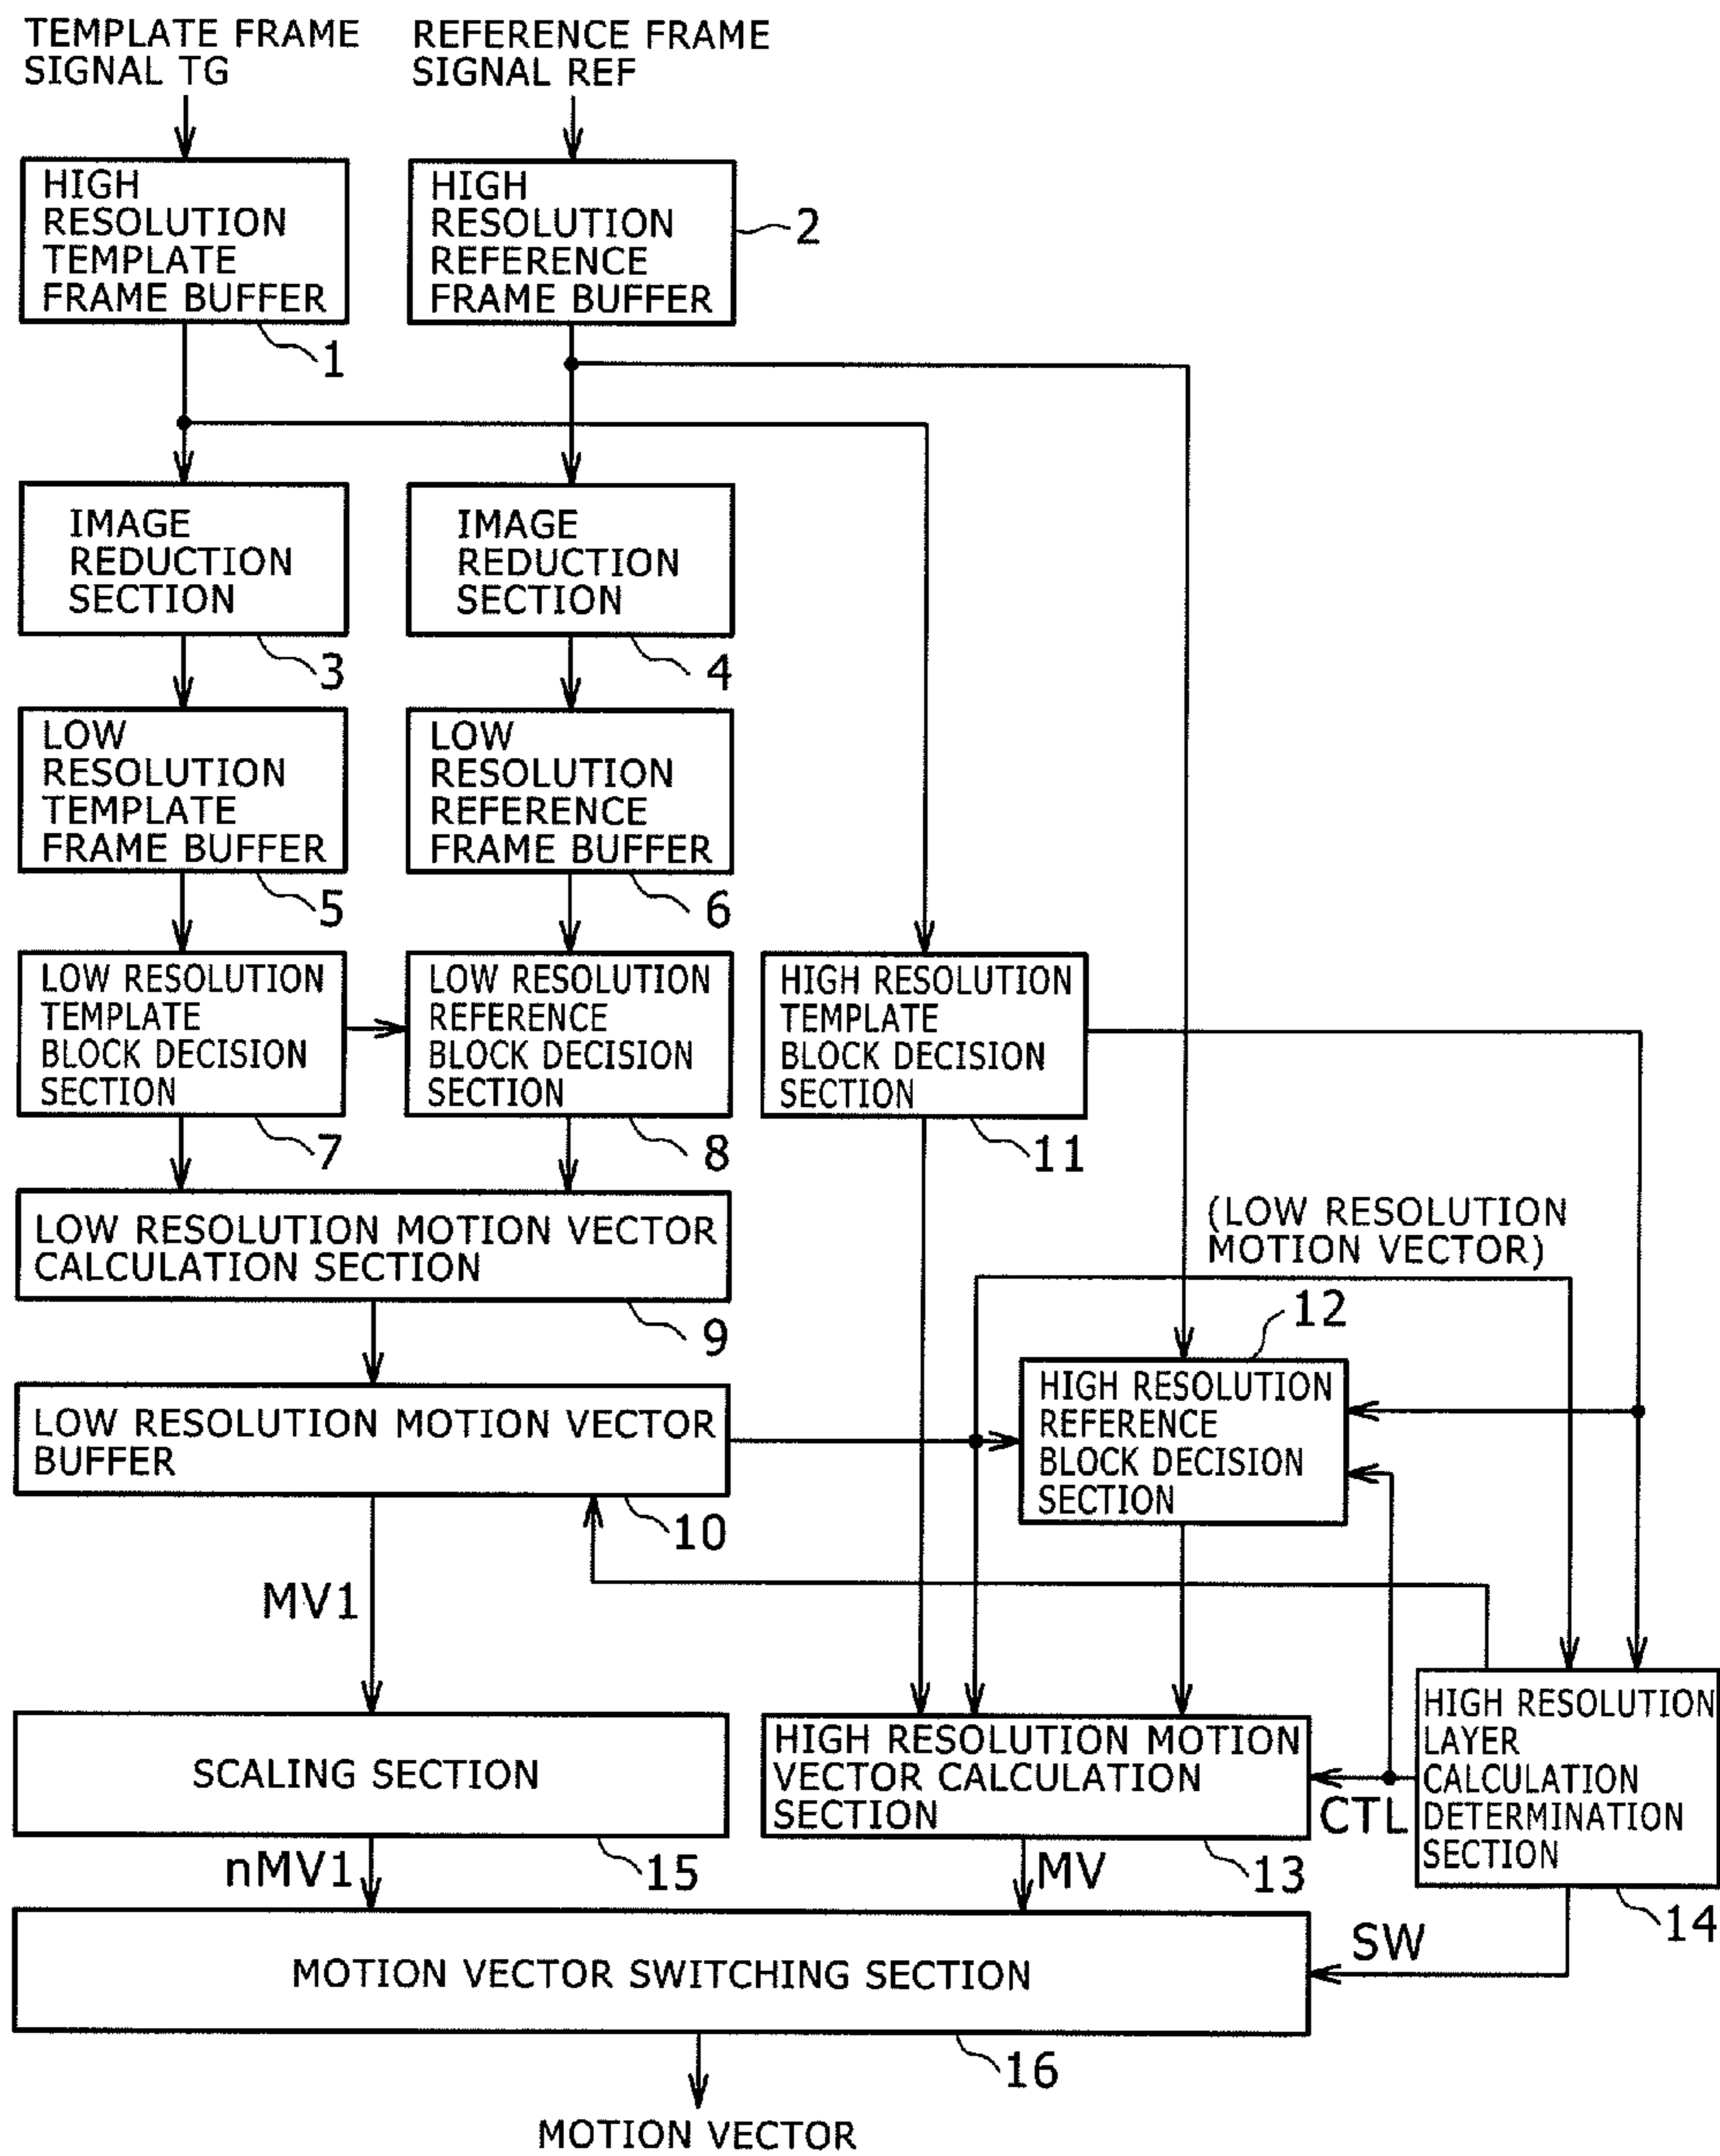 TEMPLATE FRAME
SIGNAL TG
REFERENCE FRAME
SIGNAL REF
HIGH
RESOLUTION
TEMPLATE
FRAME BUFFER
1
HIGH
RESOLUTION
REFERENCE
FRAME BUFFER
2
IMAGE
REDUCTION
SECTION
3
IMAGE
REDUCTION
SECTION
4
LOW
RESOLUTION
TEMPLATE
FRAME BUFFER
5
LOW
RESOLUTION
REFERENCE
FRAME BUFFER
6
LOW RESOLUTION
TEMPLATE
BLOCK DECISION
SECTION
7
LOW RESOLUTION
REFERENCE
BLOCK DECISION
SECTION
8
HIGH RESOLUTION
TEMPLATE
BLOCK DECISION
SECTION
11
LOW RESOLUTION MOTION VECTOR
CALCULATION SECTION
9
(LOW RESOLUTION
MOTION VECTOR)
12
HIGH RESOLUTION
REFERENCE
BLOCK DECISION
SECTION
LOW RESOLUTION MOTION VECTOR
BUFFER
10
MV1
SCALING SECTION
15
HIGH RESOLUTION MOTION
VECTOR CALCULATION
SECTION
13
CTL
HIGH RESOLUTION
LAYER
CALCULATION
DETERMINATION
SECTION
14
nMV1
MV
SW
MOTION VECTOR SWITCHING SECTION
16
MOTION VECTOR